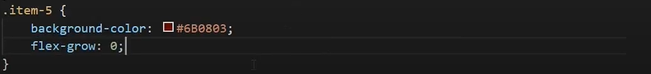 .item-5 {
    background-color: #6B0803;
    flex-grow: 0;
}